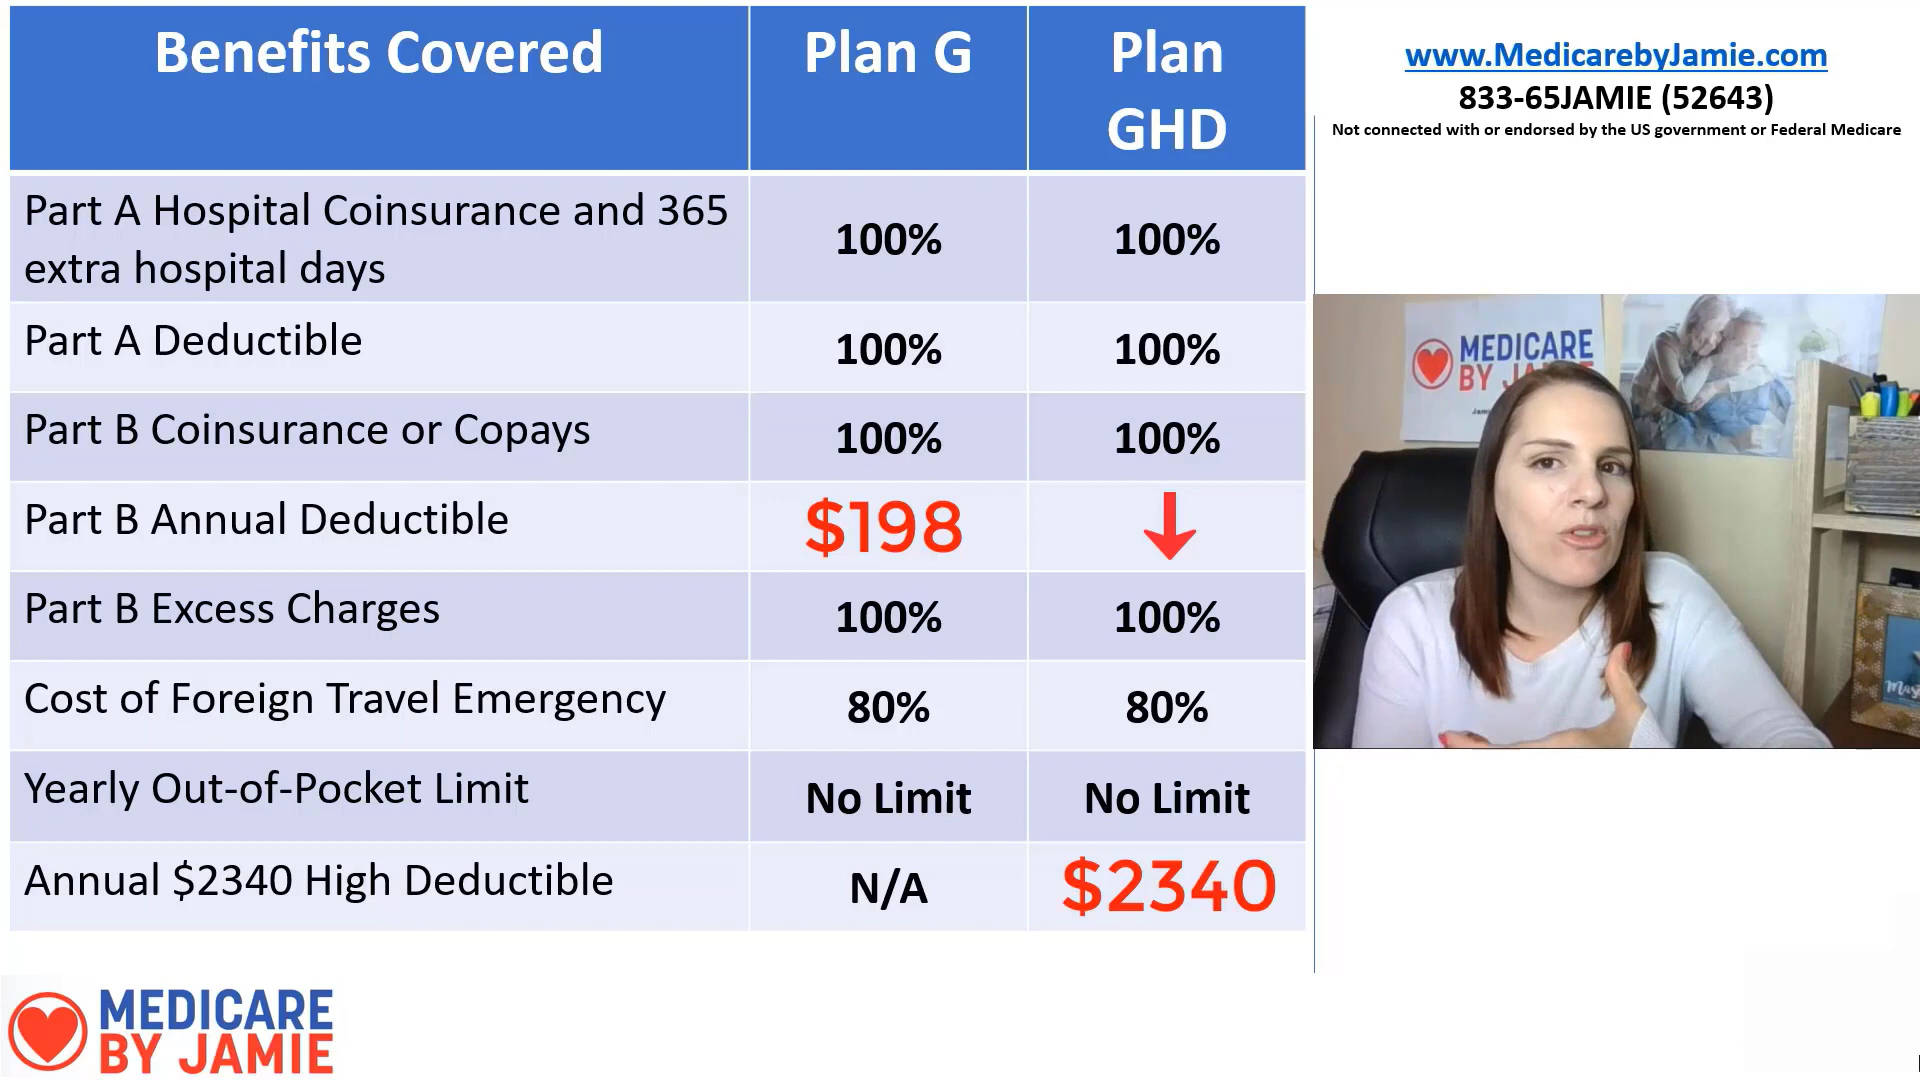 Benefits Covered
Plan G
Plan
GHD
Part A Hospital Coinsurance and 365
extra hospital days
100%
100%
Part A Deductible
100%
100%
Part B Coinsurance or Copays
100%
100%
Part B Annual Deductible
$198
Part B Excess Charges
100%
100%
Cost of Foreign Travel Emergency
80%
80%
Yearly Out-of-Pocket Limit
No Limit
No Limit
Annual $2340 High Deductible
N/A
$2340
MEDICARE
BY JAMIE
www.MedicarebyJamie.com
833-65JAMIE (52643)
Not connected with or endorsed by the US government or Federal Medicare
MEDICARE
BY